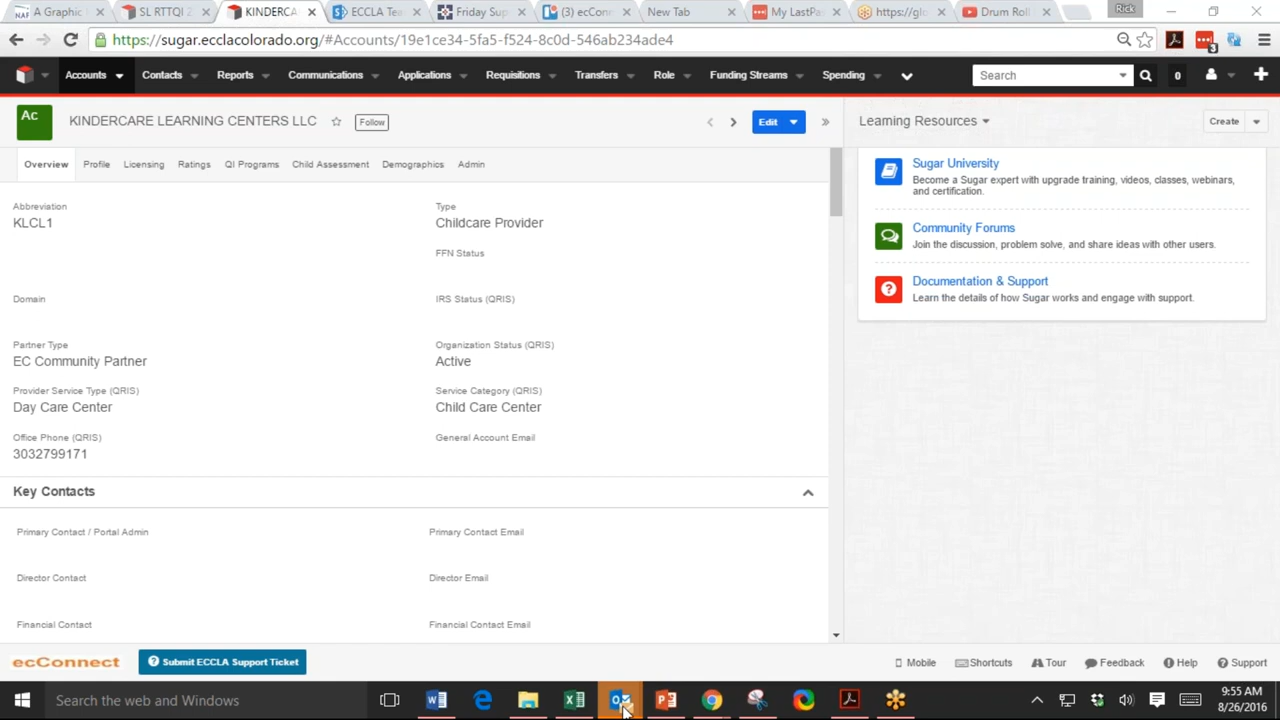 A Graphic
SL RTTQI 2
KINDERCA
ECCLA Tea
Friday Sup
(3) ecConn
New Tab
My LastPa
https://glo
Drum Roll
Rick
https://sugar.ecclacolorado.org/#Accounts/19e1ce34-5fa5-f524-8c0d-546ab234ade4
3
Accounts Contacts Reports Communications Applications Requisitions Transfers Role Funding Streams Spending
Search
0
Ac
KINDERCARE LEARNING CENTERS LLC
Follow
Edit
Learning Resources
Create
Overview Profile Licensing Ratings QI Programs Child Assessment Demographics Admin
Abbreviation
KLCL1
Type
Childcare Provider
FFN Status
Domain
IRS Status (QRIS)
Partner Type
EC Community Partner
Organization Status (QRIS)
Active
Provider Service Type (QRIS)
Day Care Center
Service Category (QRIS)
Child Care Center
Office Phone (QRIS)
3032799171
General Account Email
Key Contacts
Primary Contact / Portal Admin
Primary Contact Email
Director Contact
Director Email
Financial Contact
Financial Contact Email
Sugar University
Become a Sugar expert with upgrade training, videos, classes, webinars,
and certification.
Community Forums
Join the discussion, problem solve, and share ideas with other users.
Documentation & Support
Learn the details of how Sugar works and engage with support.
ecConnect
Submit ECCLA Support Ticket
Mobile Shortcuts Tour Feedback Help Support
Search the web and Windows
9:55 AM
8/26/2016